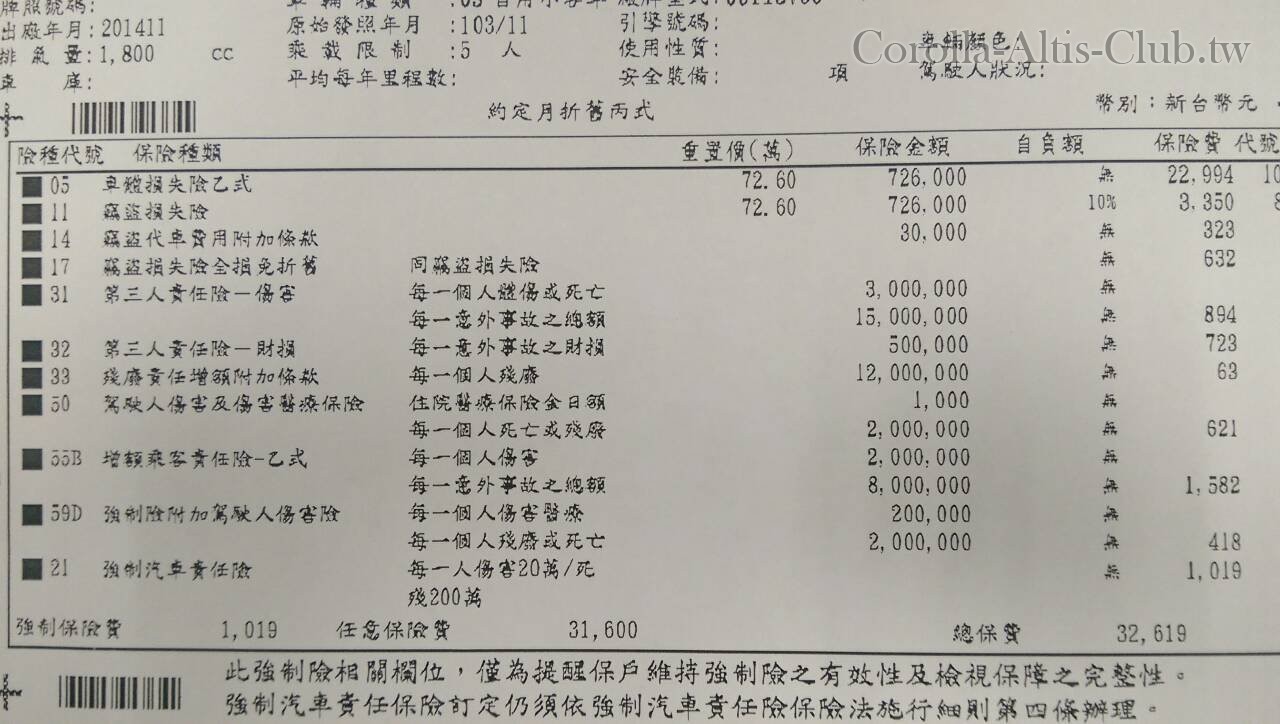 牌照號碼:
出廠年月:201411 原始發照年月:103/11 引擎號碼: 車輛顏色:
Corolla-Altis-Club.tw
排氣量:1,800 cc 乘載限制:5 人 使用性質: 駕駛人狀況:
車 庫: 平均每年里程數: 安全裝備: 項
約定月折舊丙式 幣別:新台幣元
險種代號 保險種類 重置價(萬) 保險金額 自負額 保險費 代號
05 車體損失險乙式 72.60 726,000 無 22,994 10
11 竊盜損失險 72.60 726,000 10% 3,350
14 竊盜代車費用附加條款 30,000 無 323
17 竊盜損失險全損免折舊 同竊盜損失險 無 632
31 第三人責任險－傷害 每一個人體傷或死亡 3,000,000 無
每一意外事故之總額 15,000,000 無 894
32 第三人責任險－財損 每一意外事故之財損 500,000 無 723
33 殘廢責任增額附加條款 每一個人殘廢 12,000,000 無 63
50 駕駛人傷害及傷害醫療保險 住院醫療保險金日額 1,000 無
每一個人死亡或殘廢 2,000,000 無 621
55B 增額乘客責任險-乙式 每一個人傷害 2,000,000 無
每一意外事故之總額 8,000,000 無 1,582
59D 強制險附加駕駛人傷害險 每一個人傷害醫療 200,000 無
每一個人殘廢或死亡 2,000,000 無 418
21 強制汽車責任險 每一人傷害20萬/死 無 1,019
殘200萬
強制保險費 1,019 任意保險費 31,600 總保費 32,619
此強制險相關欄位，僅為提醒保戶維持強制險之有效性及檢視保障之完整性。
強制汽車責任保險訂定仍須依強制汽車責任保險法施行細則第四條辦理。